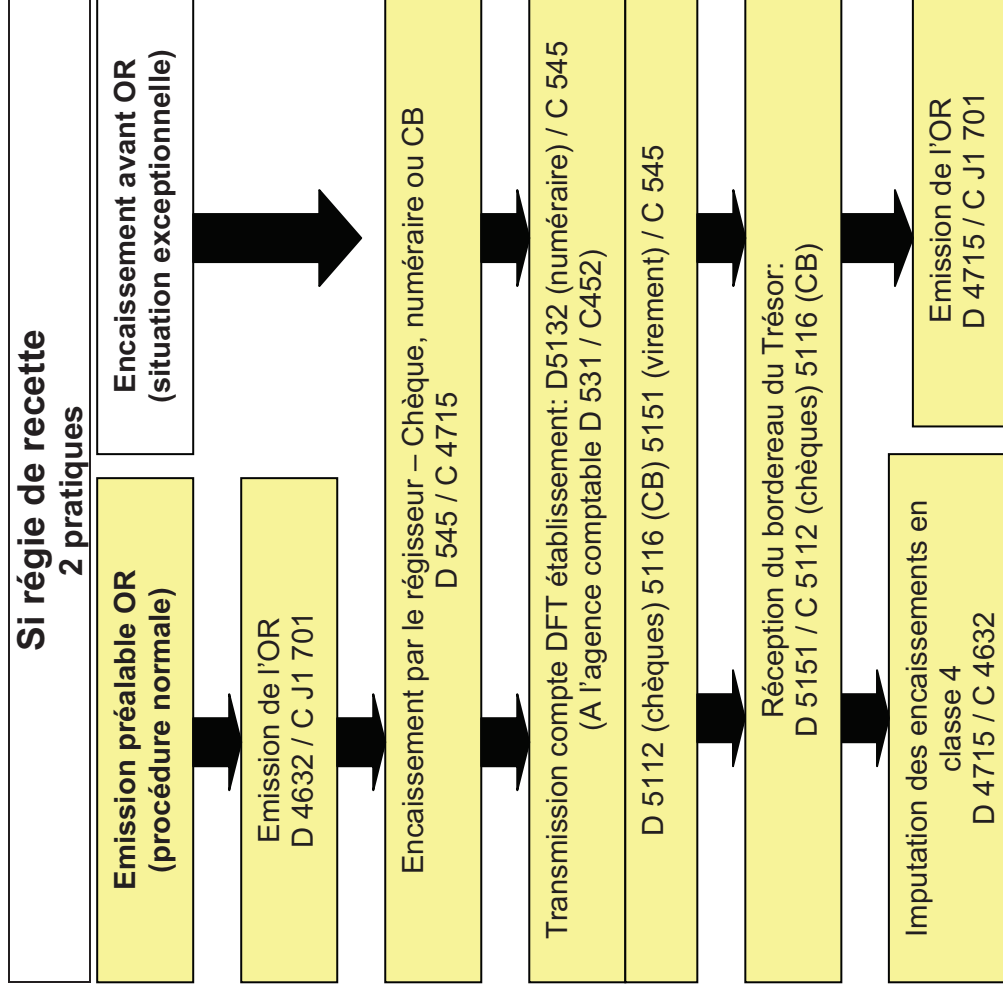 Si régie de recette
2 pratiques
Emission préalable OR
(procédure normale)
Encaissement avant OR
(situation exceptionnelle)
Emission de l'OR
D 4632 / C J1 701
Encaissement par le régisseur – Chèque, numéraire ou CB
D 545 / C 4715
Transmission compte DFT établissement: D5132 (numéraire) / C 545
(A l'agence comptable D 531 / C452)
D 5112 (chèques) 5116 (CB) 5151 (virement) / C 545
Réception du bordereau du Trésor:
D 5151 / C 5112 (chèques) 5116 (CB)
Imputation des encaissements en
classe 4
D 4715 / C 4632
Emission de l'OR
D 4715 / C J1 701